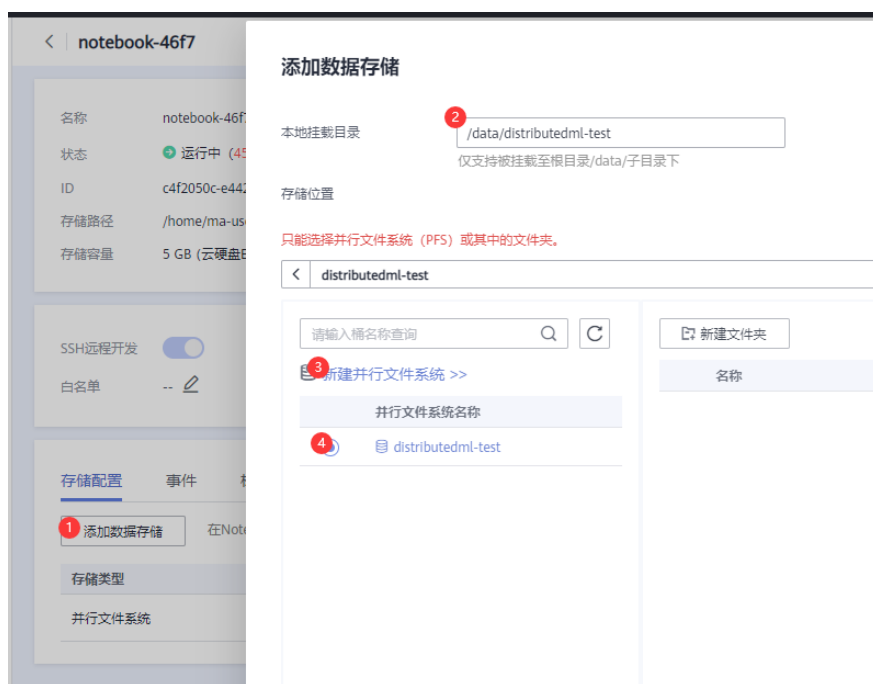 notebook-46f7
名称 notebook-46f7
状态 运行中 (45
ID c4f2050c-e442
存储路径 /home/ma-us
存储容量 5 GB (云硬盘E
SSH远程开发
白名单 --
存储配置 事件
1 添加数据存储 在Note
存储类型
并行文件系统
添加数据存储
本地挂载目录 2 /data/distributedml-test
仅支持被挂载至根目录/data/子目录下
存储位置
只能选择并行文件系统（PFS）或其中的文件夹。
distributedml-test
请输入桶名称查询
新建文件夹
3 新建并行文件系统 >>
名称
并行文件系统名称
4 distributedml-test